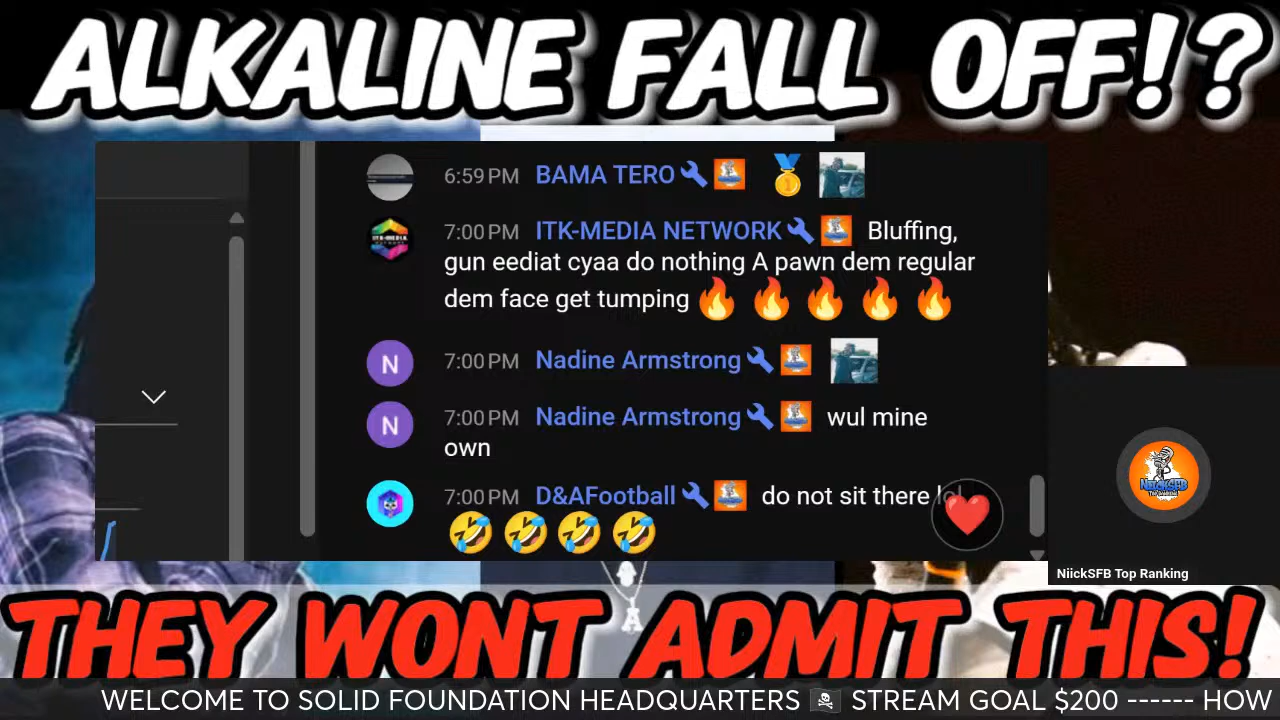 ALKALINE FALL OFF!?
6:59 PM BAMA TERO
7:00 PM ITK-MEDIA NETWORK Bluffing,
gun eediat cyaa do nothing A pawn dem regular
dem face get tumping
N
7:00 PM Nadine Armstrong
N
7:00 PM Nadine Armstrong wul mine
own
7:00 PM D&AFootball do not sit there lol
NIICKSFB
NiickSFB Top Ranking
A
THEY WONT ADMIT THIS!
WELCOME TO SOLID FOUNDATION HEADQUARTERS ☠ STREAM GOAL $200 ------ HOW